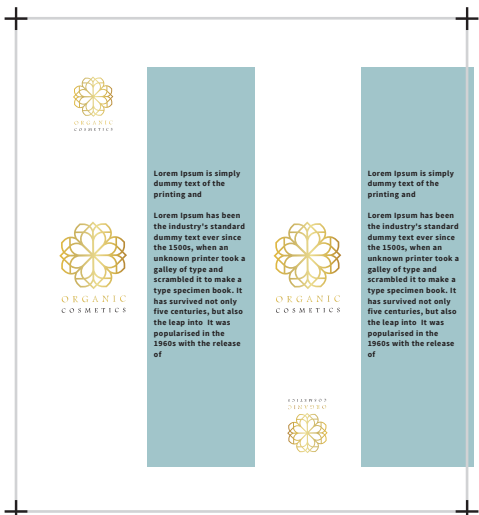 ORGANIC
COSMETICS
Lorem Ipsum is simply
dummy text of the
printing and
Lorem Ipsum has been
the industry's standard
dummy text ever since
the 1500s, when an
unknown printer took a
galley of type and
scrambled it to make a
type specimen book. It
has survived not only
five centuries, but also
the leap into It was
popularised in the
1960s with the release
of
ORGANIC
COSMETICS
Lorem Ipsum is simply
dummy text of the
printing and
Lorem Ipsum has been
the industry's standard
dummy text ever since
the 1500s, when an
unknown printer took a
galley of type and
scrambled it to make a
type specimen book. It
has survived not only
five centuries, but also
the leap into It was
popularised in the
1960s with the release
of
ORGANIC
COSMETICS
ORGANIC
COSMETICS